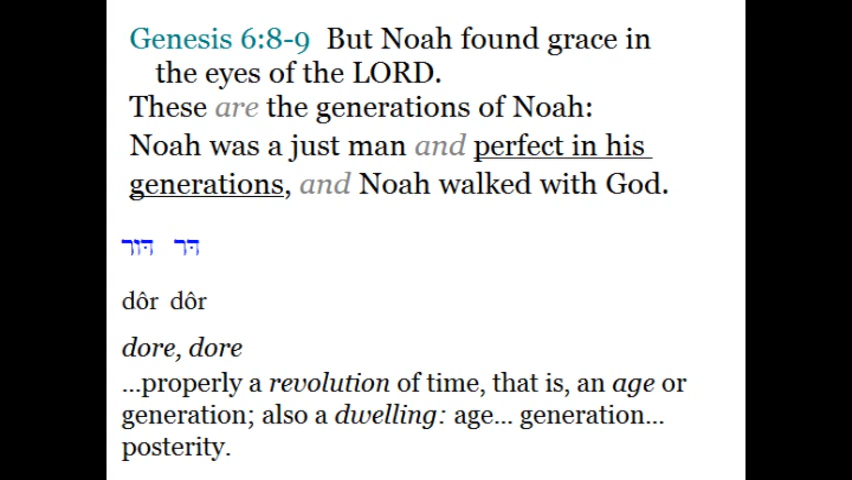 Genesis 6:8-9 But Noah found grace in
the eyes of the LORD.
These are the generations of Noah:
Noah was a just man and perfect in his
generations, and Noah walked with God.
דּוֹר דֹּר
dôr dôr
dore, dore
...properly a revolution of time, that is, an age or
generation; also a dwelling: age... generation...
posterity.